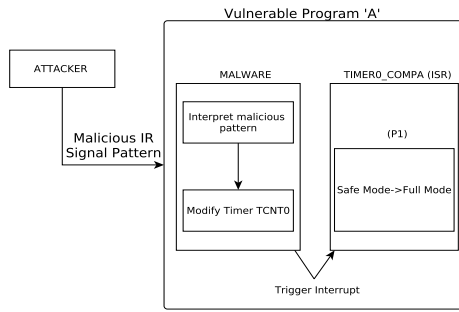 Vulnerable Program 'A'
ATTACKER
Malicious IR
Signal Pattern
MALWARE
Interpret malicious
pattern
Modify Timer TCNT0
TIMER0_COMPA (ISR)
(P1)
Safe Mode->Full Mode
Trigger Interrupt